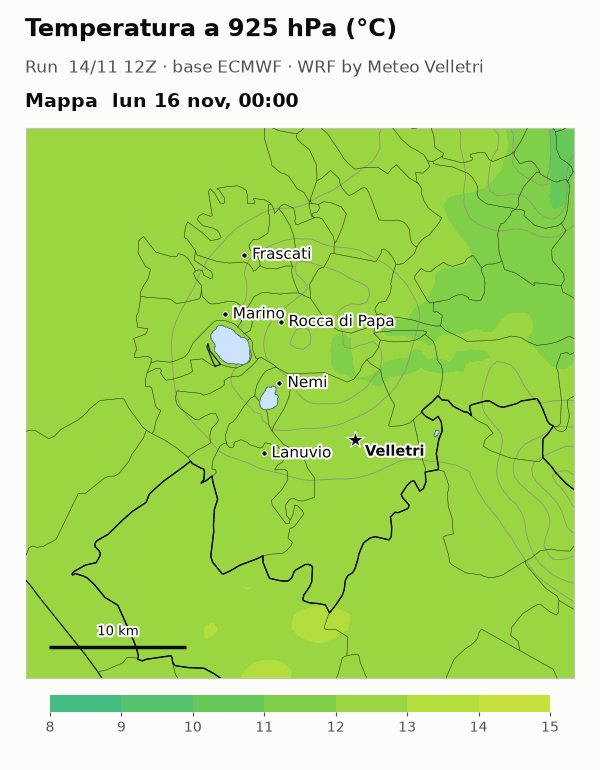 Temperatura a 925 hPa (°C)
Run  14/11 12Z · base ECMWF · WRF by Meteo Velletri
Mappa  lun 16 nov, 00:00
Frascati
Marino
Rocca di Papa
Nemi
Velletri
Lanuvio
10 km
8 9 10 11 12 13 14 15